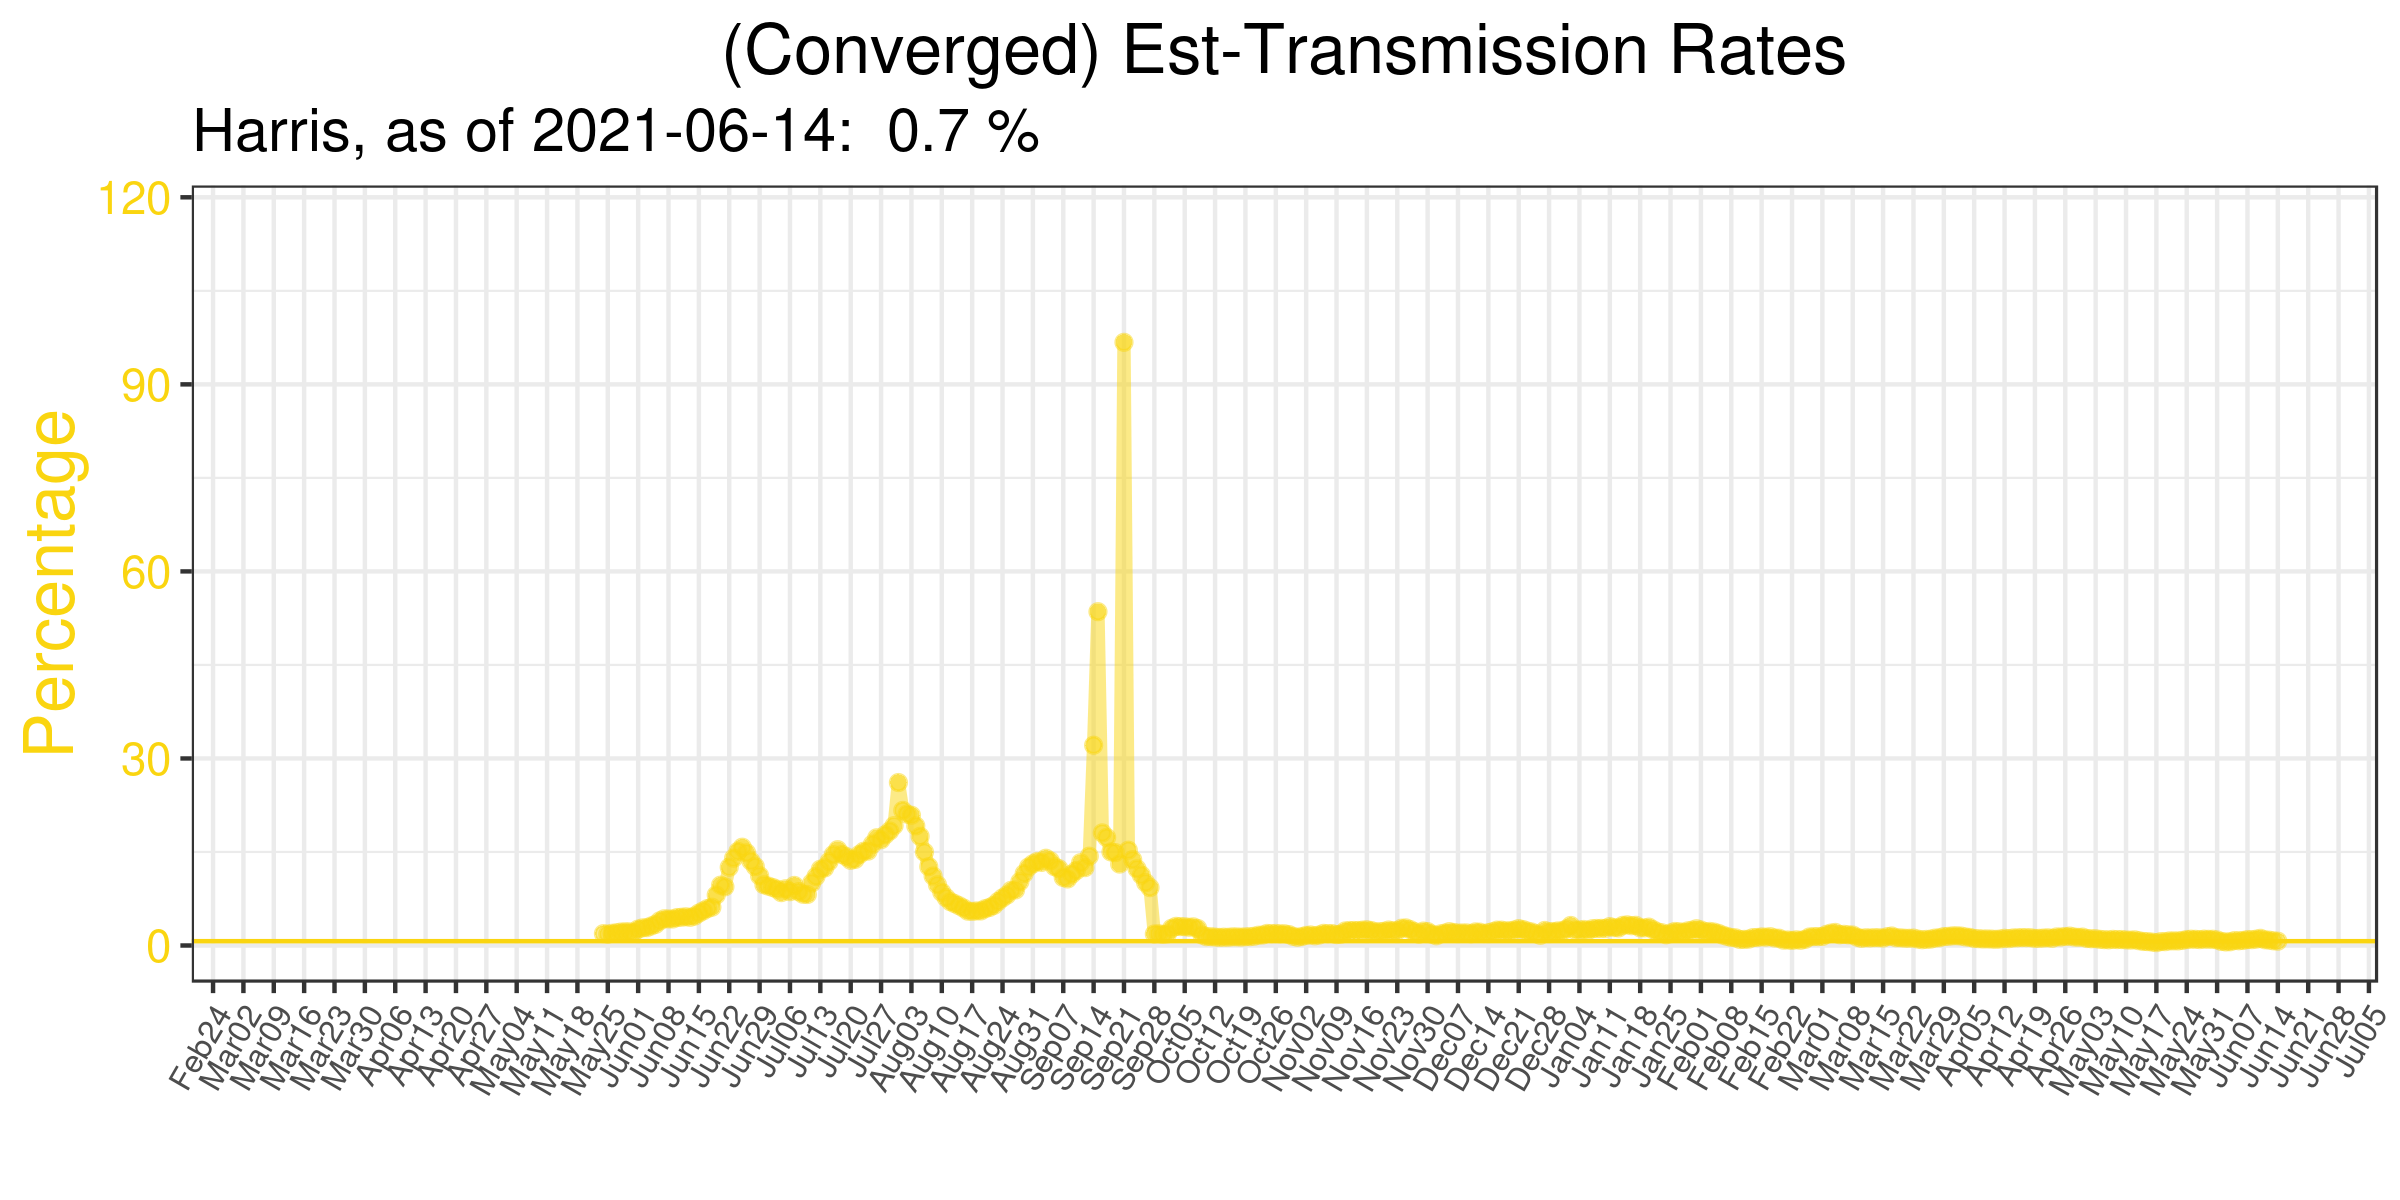 (Converged) Est-Transmission Rates
Harris, as of 2021-06-14:  0.7 %
Percentage
120
90
60
30
0
Feb24
Mar02
Mar09
Mar16
Mar23
Mar30
Apr06
Apr13
Apr20
Apr27
May04
May11
May18
May25
Jun01
Jun08
Jun15
Jun22
Jun29
Jul06
Jul13
Jul20
Jul27
Aug03
Aug10
Aug17
Aug24
Aug31
Sep07
Sep14
Sep21
Sep28
Oct05
Oct12
Oct19
Oct26
Nov02
Nov09
Nov16
Nov23
Nov30
Dec07
Dec14
Dec21
Dec28
Dec04
Jan11
Jan18
Jan25
Feb01
Feb08
Feb15
Feb22
Mar01
Mar08
Mar15
Mar22
Mar29
Apr05
Apr12
Apr19
Apr26
May03
May10
May17
May24
May31
Jun07
Jun14
Jun21
Jun28
Jul05